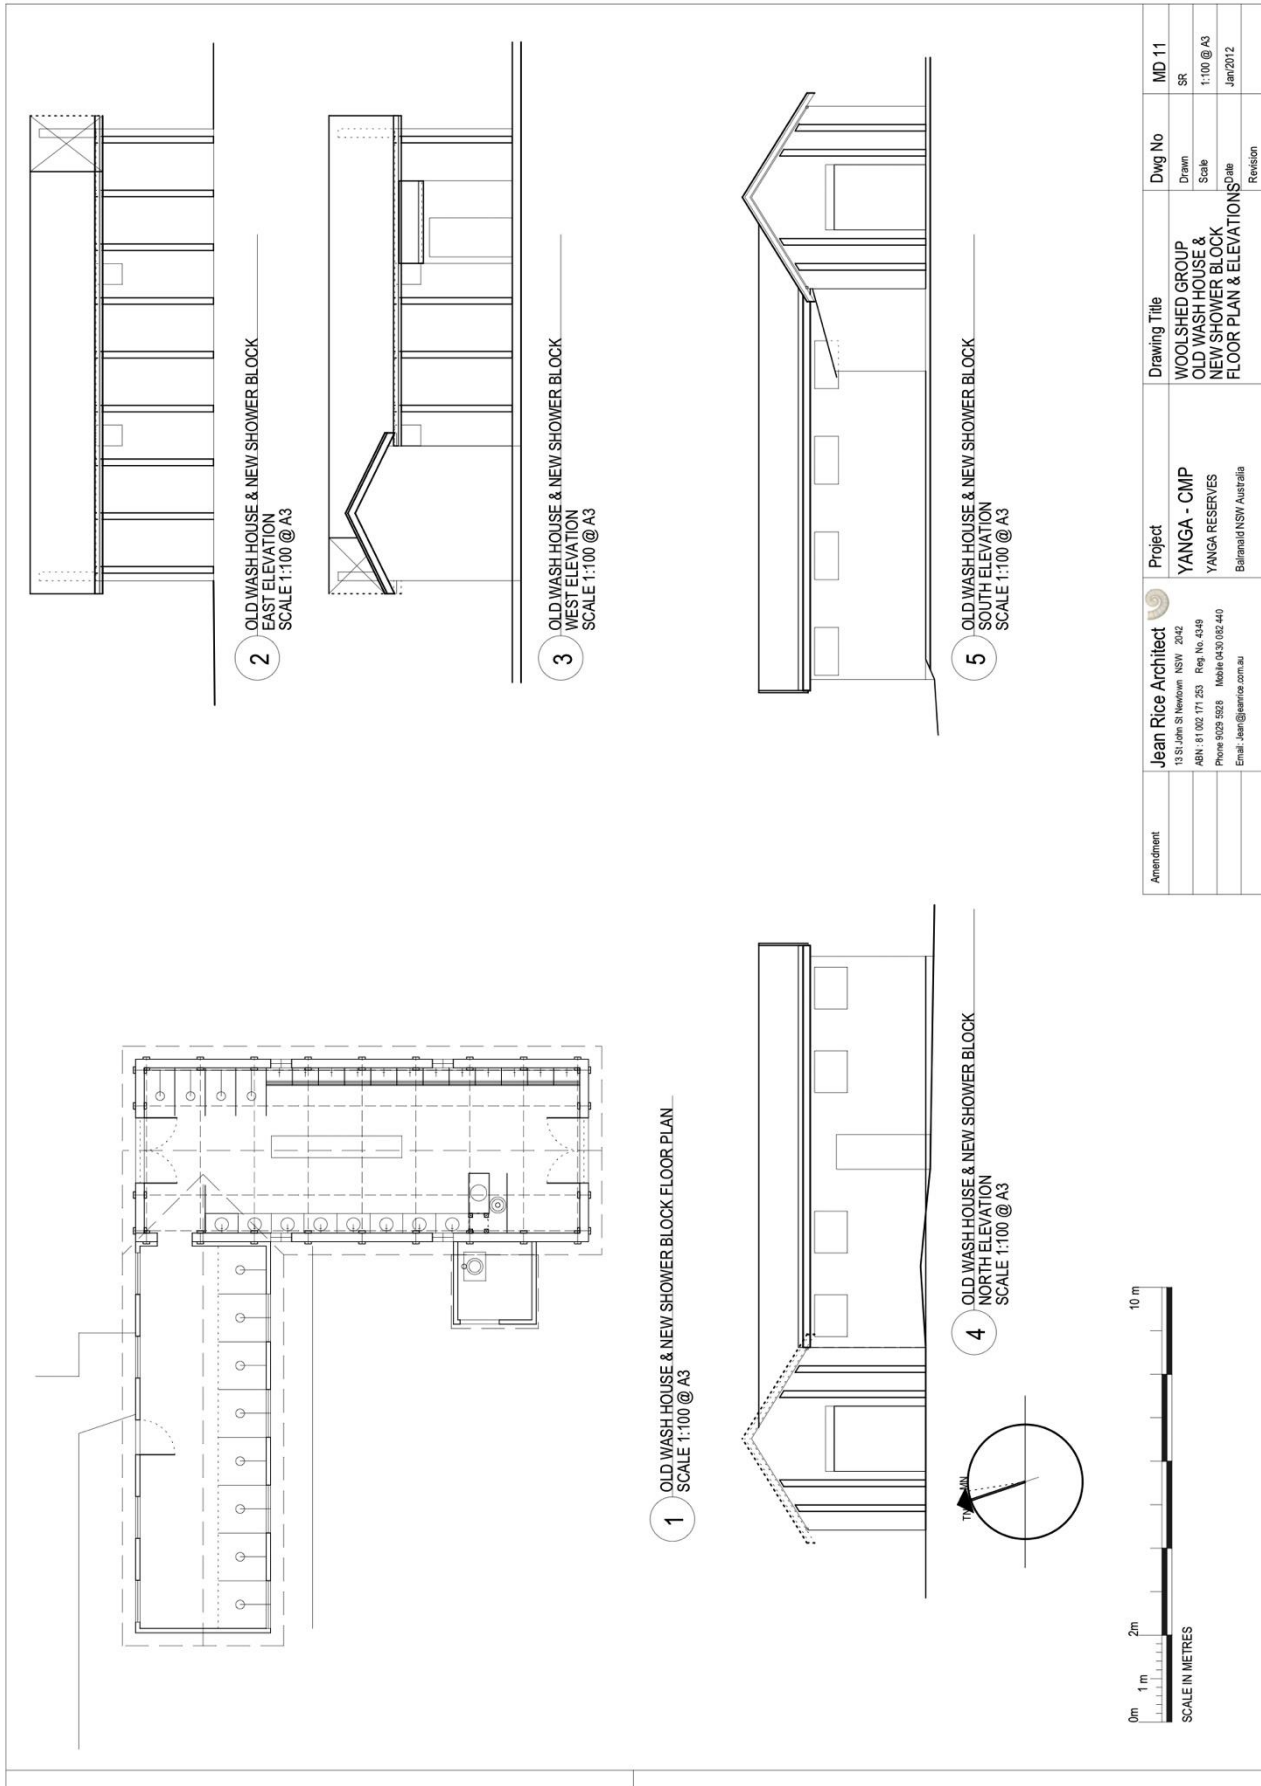 1
OLD WASH HOUSE & NEW SHOWER BLOCK FLOOR PLAN
SCALE 1:100 @ A3
2
OLD WASH HOUSE & NEW SHOWER BLOCK
EAST ELEVATION
SCALE 1:100 @ A3
3
OLD WASH HOUSE & NEW SHOWER BLOCK
WEST ELEVATION
SCALE 1:100 @ A3
4
OLD WASH HOUSE & NEW SHOWER BLOCK
NORTH ELEVATION
SCALE 1:100 @ A3
5
OLD WASH HOUSE & NEW SHOWER BLOCK
SOUTH ELEVATION
SCALE 1:100 @ A3
TN MN
0m 1 m 2m 10 m
SCALE IN METRES
Amendment
Jean Rice Architect
13 St John St Newtown NSW 2042
ABN : 81 002 171 253 Reg. No. 4349
Phone 9029 5928 Mobile 0430 082 440
Email: Jean@jeanrice.com.au
Project
YANGA - CMP
YANGA RESERVES
Balranald NSW Australia
Drawing Title
WOOLSHED GROUP
OLD WASH HOUSE &
NEW SHOWER BLOCK
FLOOR PLAN & ELEVATIONS
Dwg No MD 11
Drawn SR
Scale 1:100 @ A3
Date Jan/2012
Revision